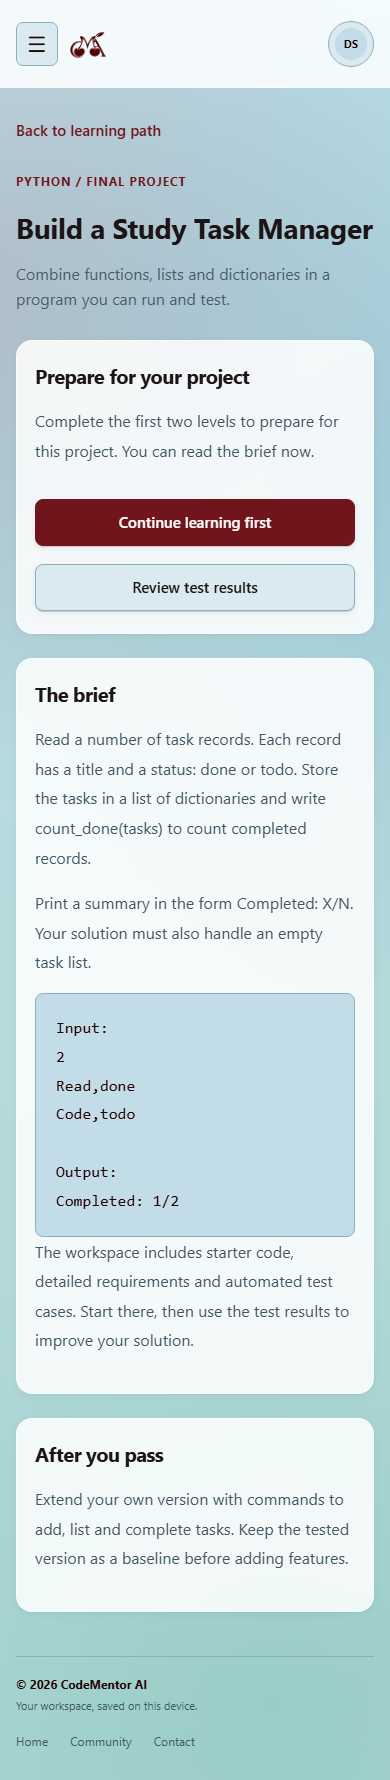 DS
Back to learning path
PYTHON / FINAL PROJECT
Build a Study Task Manager
Combine functions, lists and dictionaries in a
program you can run and test.
Prepare for your project
Complete the first two levels to prepare for
this project. You can read the brief now.
Continue learning first
Review test results
The brief
Read a number of task records. Each record
has a title and a status: done or todo. Store
the tasks in a list of dictionaries and write
count_done(tasks) to count completed
records.
Print a summary in the form Completed: X/N.
Your solution must also handle an empty
task list.
Input:
2
Read,done
Code,todo
Output:
Completed: 1/2
The workspace includes starter code,
detailed requirements and automated test
cases. Start there, then use the test results to
improve your solution.
After you pass
Extend your own version with commands to
add, list and complete tasks. Keep the tested
version as a baseline before adding features.
© 2026 CodeMentor AI
Your workspace, saved on this device.
Home Community Contact